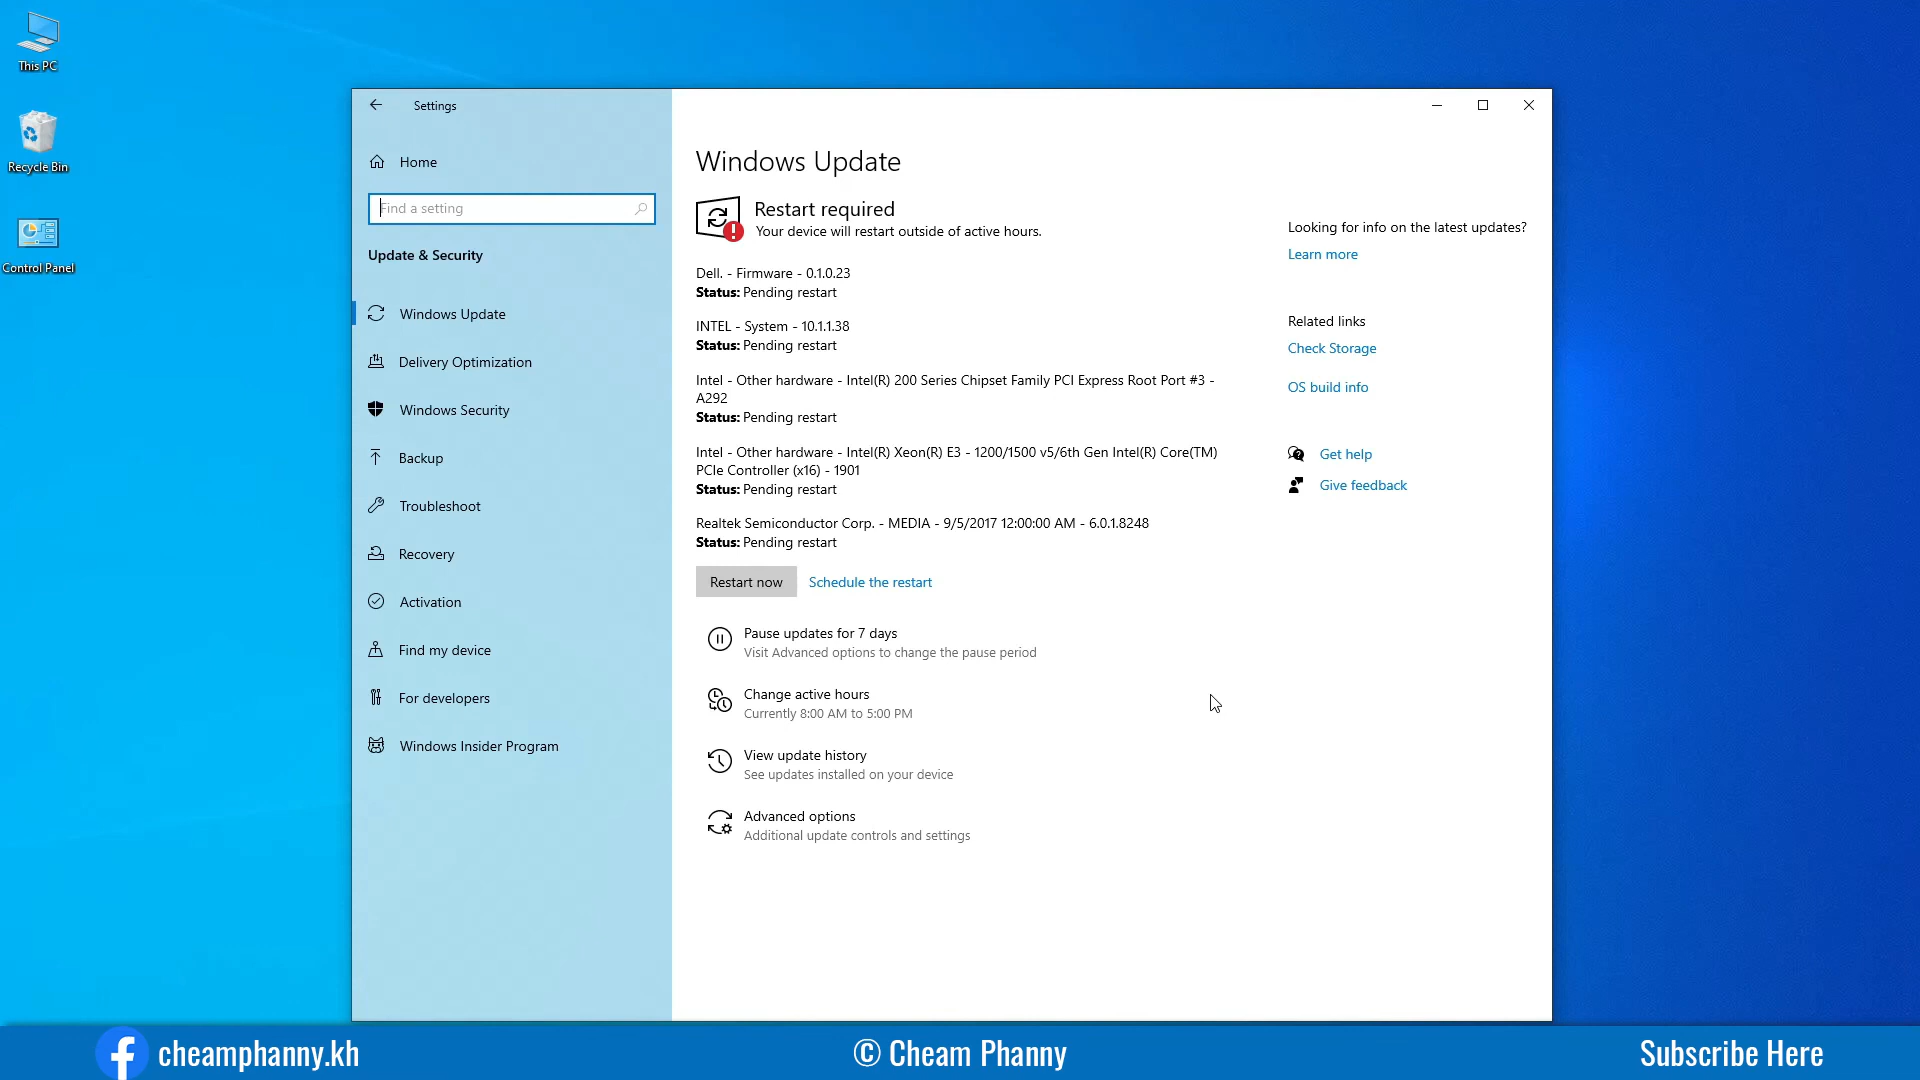 This PC
Recycle Bin
Control Panel
Settings
Home
Find a setting
Update & Security
Windows Update
Delivery Optimization
Windows Security
Backup
Troubleshoot
Recovery
Activation
Find my device
For developers
Windows Insider Program
Windows Update
Restart required
Your device will restart outside of active hours.
Dell. - Firmware - 0.1.0.23
Status: Pending restart
INTEL - System - 10.1.1.38
Status: Pending restart
Intel - Other hardware - Intel(R) 200 Series Chipset Family PCI Express Root Port #3 -
A292
Status: Pending restart
Intel - Other hardware - Intel(R) Xeon(R) E3 - 1200/1500 v5/6th Gen Intel(R) Core(TM)
PCIe Controller (x16) - 1901
Status: Pending restart
Realtek Semiconductor Corp. - MEDIA - 9/5/2017 12:00:00 AM - 6.0.1.8248
Status: Pending restart
Restart now
Schedule the restart
Pause updates for 7 days
Visit Advanced options to change the pause period
Change active hours
Currently 8:00 AM to 5:00 PM
View update history
See updates installed on your device
Advanced options
Additional update controls and settings
Looking for info on the latest updates?
Learn more
Related links
Check Storage
OS build info
Get help
Give feedback
cheamphanny.kh
© Cheam Phanny
Subscribe Here